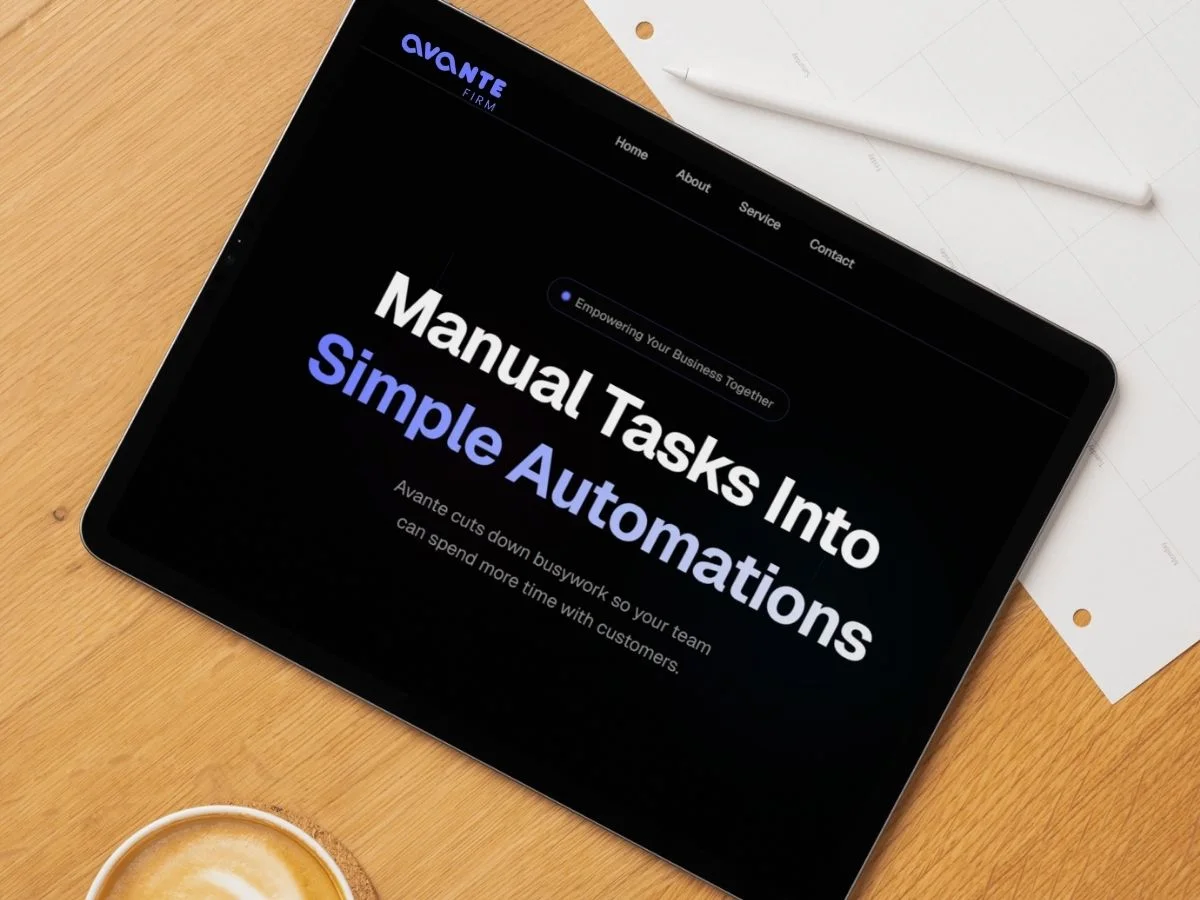 avante
FIRM
Home
About
Service
Contact
Empowering Your Business Together
Manual Tasks Into
Simple Automations
Avante cuts down busywork so your team
can spend more time with customers.